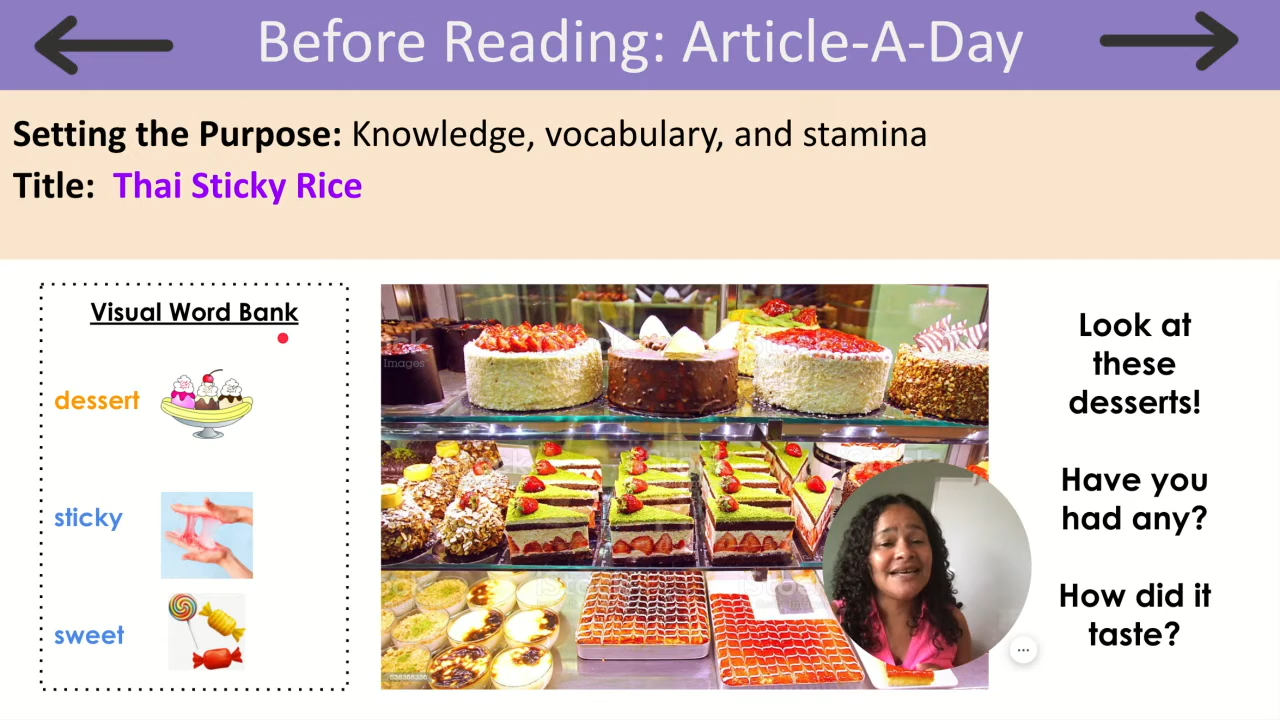 Before Reading: Article-A-Day
Setting the Purpose: Knowledge, vocabulary, and stamina
Title: Thai Sticky Rice
Visual Word Bank
dessert
sticky
sweet
Look at
these
desserts!
Have you
had any?
How did it
taste?